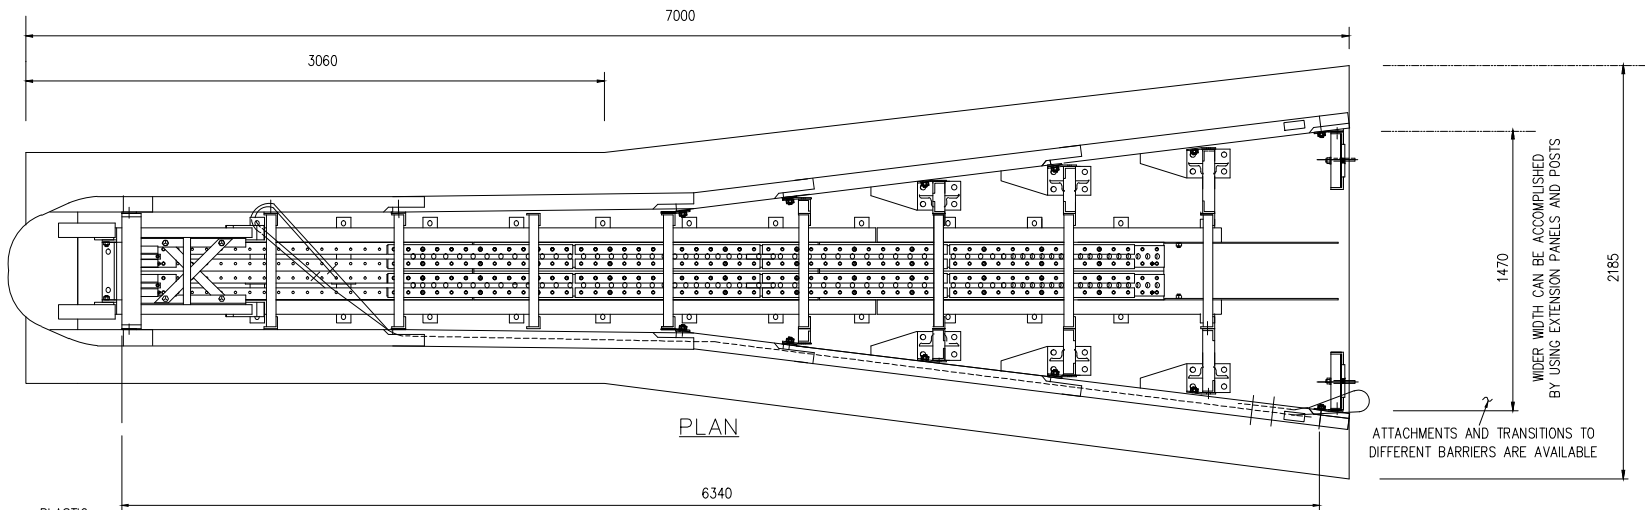 7000
3060
WIDER WIDTH CAN BE ACCOMPLISHED
BY USING EXTENSION PANELS AND POSTS
1470
2185
PLAN
ATTACHMENTS AND TRANSITIONS TO
DIFFERENT BARRIERS ARE AVAILABLE
6340
PLASTIC